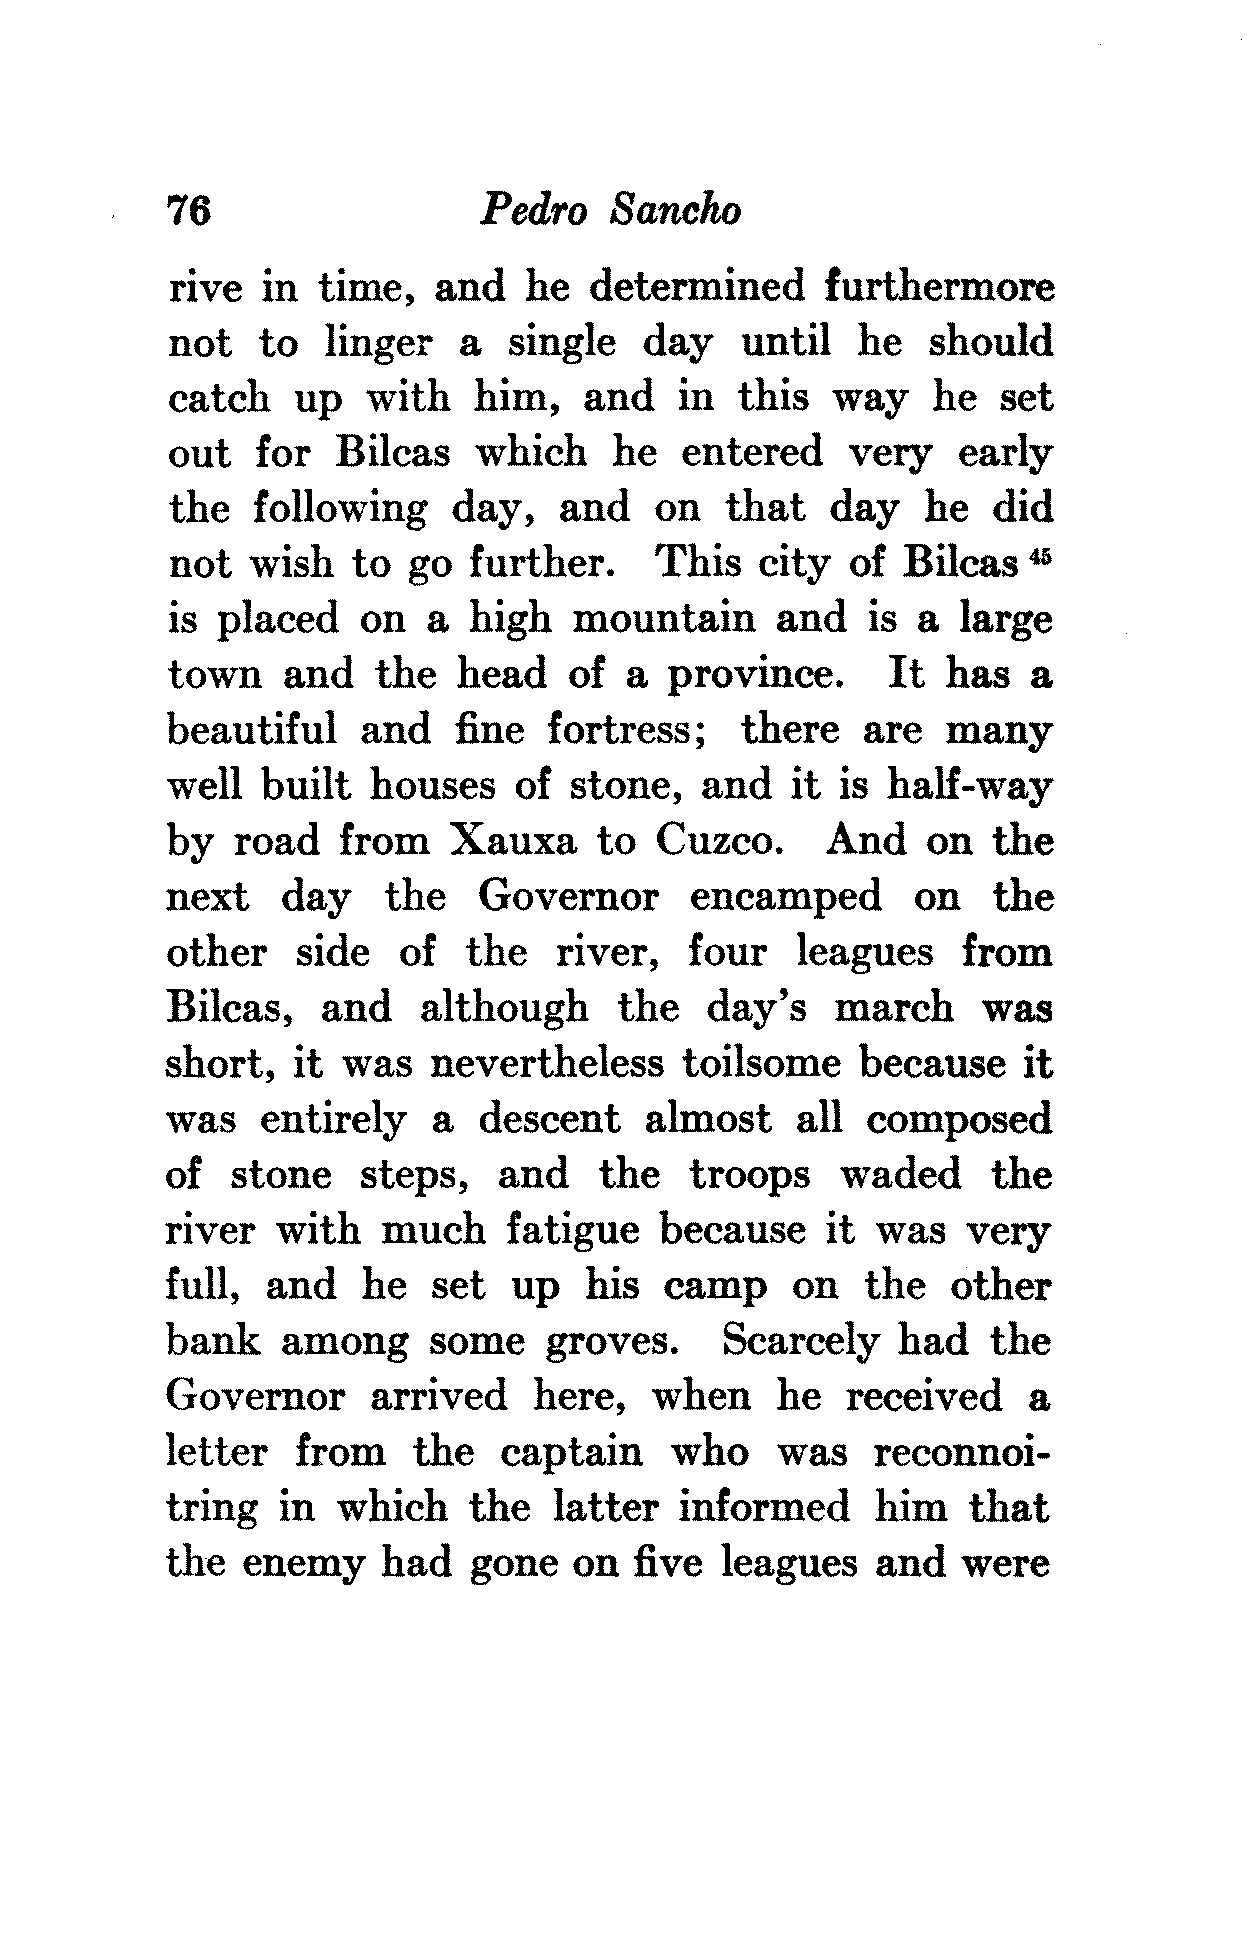 76 Pedro Sancho
rive in time, and he determined furthermore
not to linger a single day until he should
catch up with him, and in this way he set
out for Bilcas which he entered very early
the following day, and on that day he did
not wish to go further. This city of Bilcas 45
is placed on a high mountain and is a large
town and the head of a province. It has a
beautiful and fine fortress; there are many
well built houses of stone, and it is half-way
by road from Xauxa to Cuzco. And on the
next day the Governor encamped on the
other side of the river, four leagues from
Bilcas, and although the day's march was
short, it was nevertheless toilsome because it
was entirely a descent almost all composed
of stone steps, and the troops waded the
river with much fatigue because it was very
full, and he set up his camp on the other
bank among some groves. Scarcely had the
Governor arrived here, when he received a
letter from the captain who was reconnoi-
tring in which the latter informed him that
the enemy had gone on five leagues and were